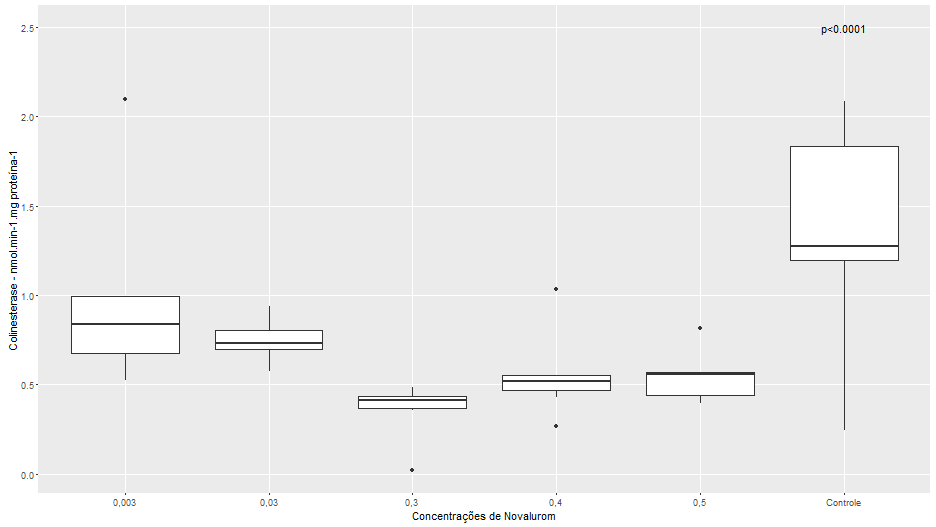 p<0.0001
2.5
2.0
1.5
1.0
0.5
0.0
Colinesterase - nmol.min-1.mg proteína-1
0,003
0,03
0,3
0,4
0,5
Controle
Concentrações de Novalurom